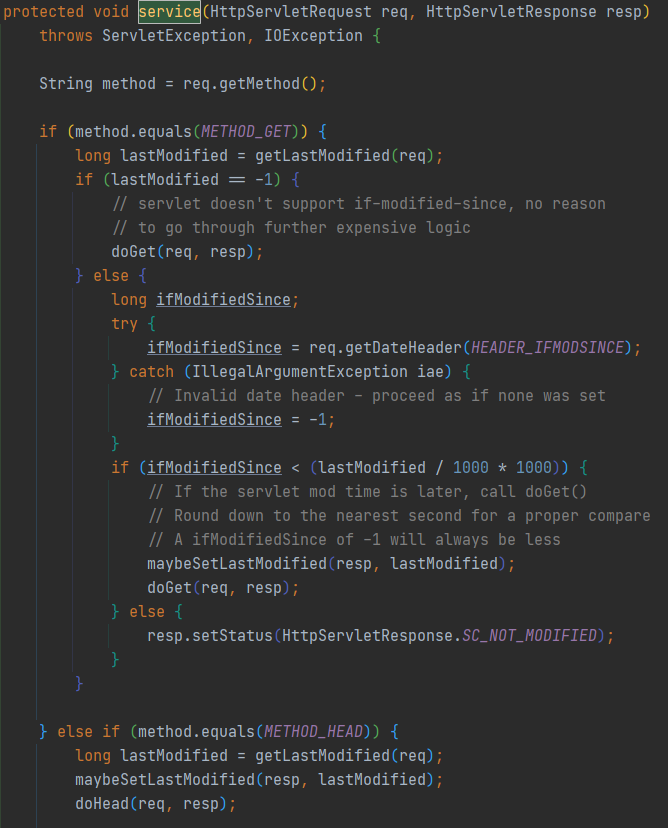 protected void service(HttpServletRequest req, HttpServletResponse resp)
    throws ServletException, IOException {

    String method = req.getMethod();

    if (method.equals(METHOD_GET)) {
        long lastModified = getLastModified(req);
        if (lastModified == -1) {
            // servlet doesn't support if-modified-since, no reason
            // to go through further expensive logic
            doGet(req, resp);
        } else {
            long ifModifiedSince;
            try {
                ifModifiedSince = req.getDateHeader(HEADER_IFMODSINCE);
            } catch (IllegalArgumentException iae) {
                // Invalid date header - proceed as if none was set
                ifModifiedSince = -1;
            }
            if (ifModifiedSince < (lastModified / 1000 * 1000)) {
                // If the servlet mod time is later, call doGet()
                // Round down to the nearest second for a proper compare
                // A ifModifiedSince of -1 will always be less
                maybeSetLastModified(resp, lastModified);
                doGet(req, resp);
            } else {
                resp.setStatus(HttpServletResponse.SC_NOT_MODIFIED);
            }
        }

    } else if (method.equals(METHOD_HEAD)) {
        long lastModified = getLastModified(req);
        maybeSetLastModified(resp, lastModified);
        doHead(req, resp);